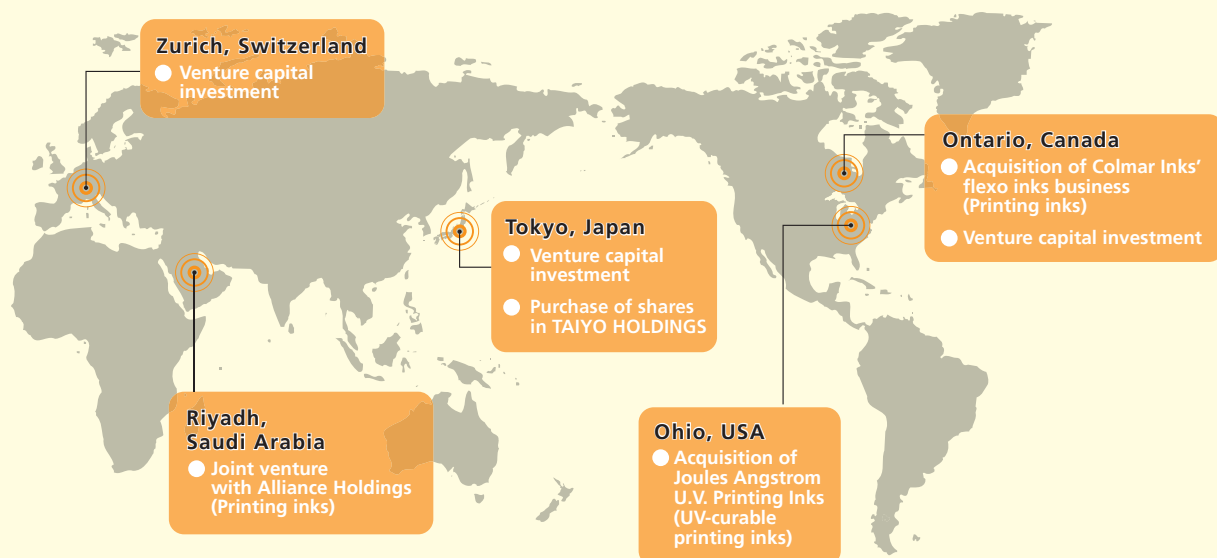 Zurich, Switzerland
Venture capital
investment
Ontario, Canada
Acquisition of Colmar Inks’
flexo inks business
(Printing inks)
Venture capital investment
Tokyo, Japan
Venture capital
investment
Purchase of shares
in TAIYO HOLDINGS
Riyadh,
Saudi Arabia
Joint venture
with Alliance Holdings
(Printing inks)
Ohio, USA
Acquisition of
Joules Angstrom
U.V. Printing Inks
(UV-curable
printing inks)